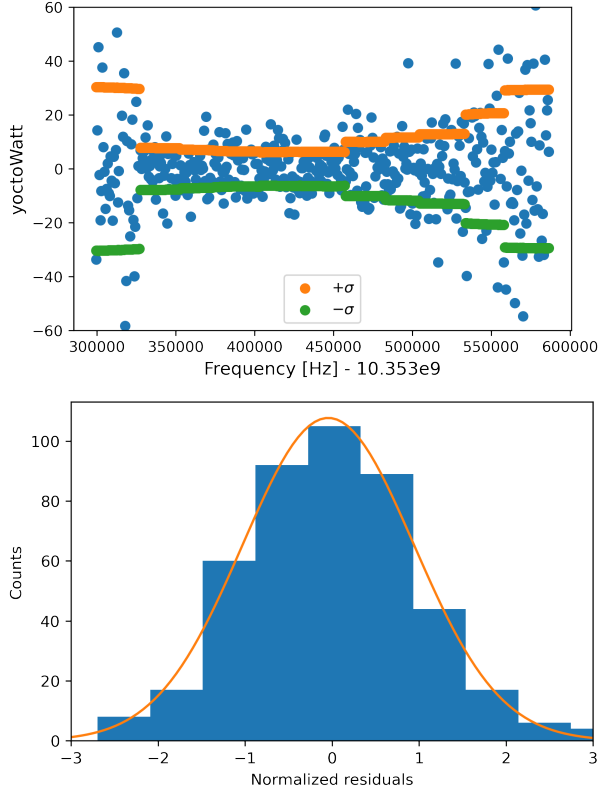 60
40
20
0
−20
−40
−60
yoctoWatt
+σ
−σ
300000 350000 400000 450000 500000 550000 600000
Frequency [Hz] - 10.353e9
100
80
60
40
20
0
Counts
−3 −2 −1 0 1 2 3
Normalized residuals